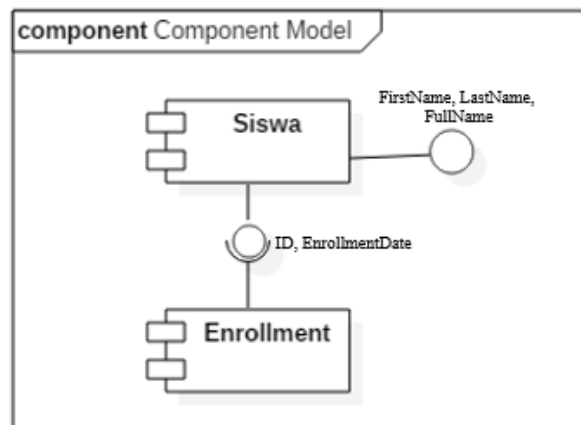 component Component Model
FirstName, LastName,
FullName
Siswa
ID, EnrollmentDate
Enrollment